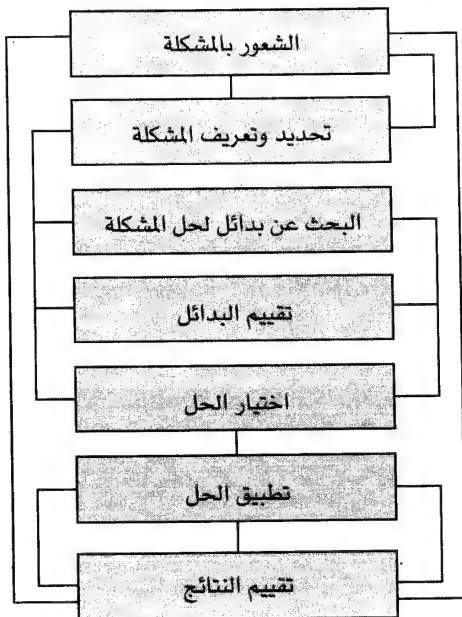 الشعور بالمشكلة
تحديد وتعريف المشكلة
البحث عن بدائل لحل المشكلة
تقييم البدائل
اختيار الحل
تطبيق الحل
تقييم النتائج